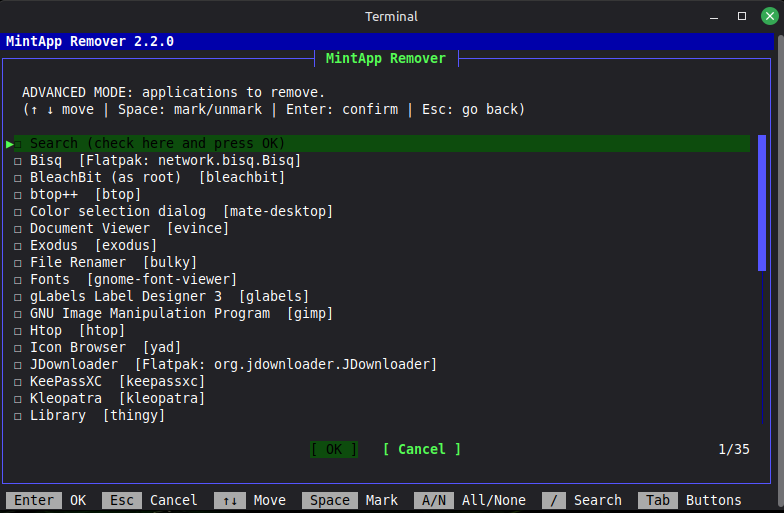 Terminal
MintApp Remover 2.2.0
MintApp Remover
ADVANCED MODE: applications to remove.
(↑ ↓ move | Space: mark/unmark | Enter: confirm | Esc: go back)
Search (check here and press OK)
Bisq [Flatpak: network.bisq.Bisq]
BleachBit (as root) [bleachbit]
btop++ [btop]
Color selection dialog [mate-desktop]
Document Viewer [evince]
Exodus [exodus]
File Renamer [bulky]
Fonts [gnome-font-viewer]
gLabels Label Designer 3 [glabels]
GNU Image Manipulation Program [gimp]
Htop [htop]
Icon Browser [yad]
JDownloader [Flatpak: org.jdownloader.JDownloader]
KeePassXC [keepassxc]
Kleopatra [kleopatra]
Library [thingy]
[ OK ] [ Cancel ] 1/35
Enter OK Esc Cancel ↑↓ Move Space Mark A/N All/None / Search Tab Buttons